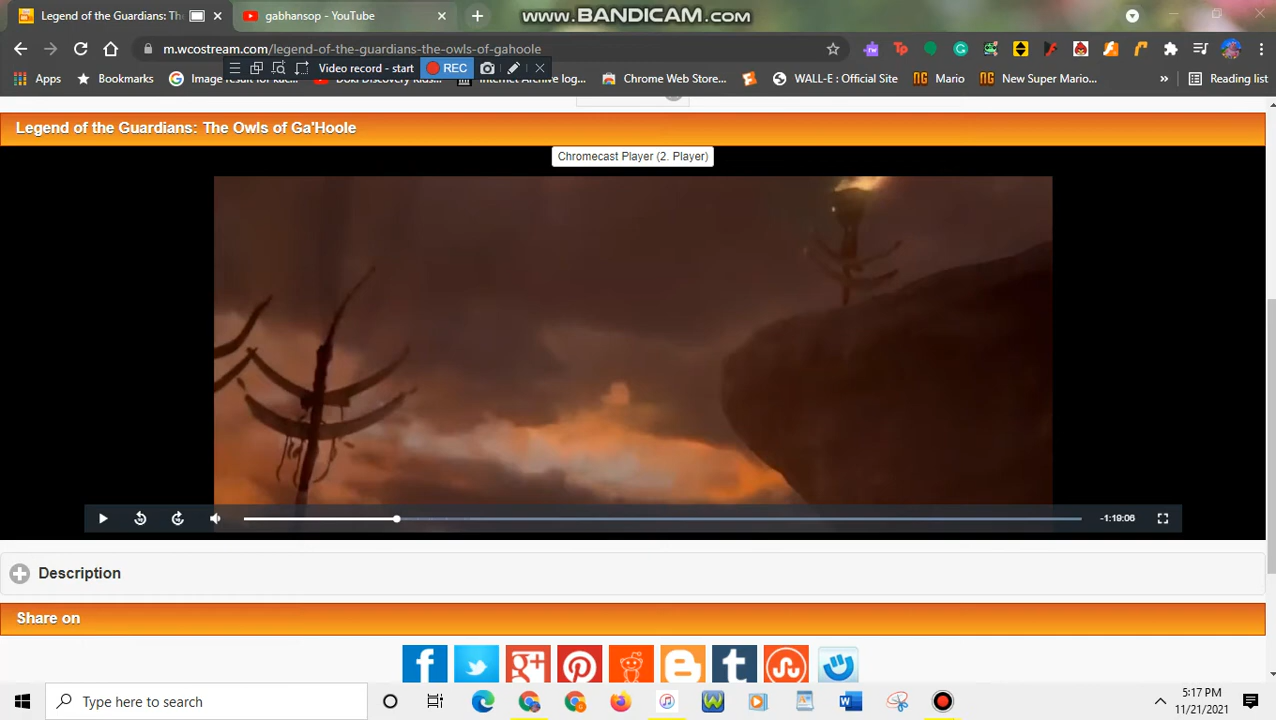 Legend of the Guardians: Th
gabhansop - YouTube
www.BANDICAM.com
m.wcostream.com/legend-of-the-guardians-the-owls-of-gahoole
Video record - start
REC
Apps
Bookmarks
WALL-E : Official Site
Chrome Web Store...
Mario
New Super Mario...
Reading list
Legend of the Guardians: The Owls of Ga'Hoole
Chromecast Player (2. Player)
-1:19:06
Description
Share on
Type here to search
5:17 PM
11/21/2021